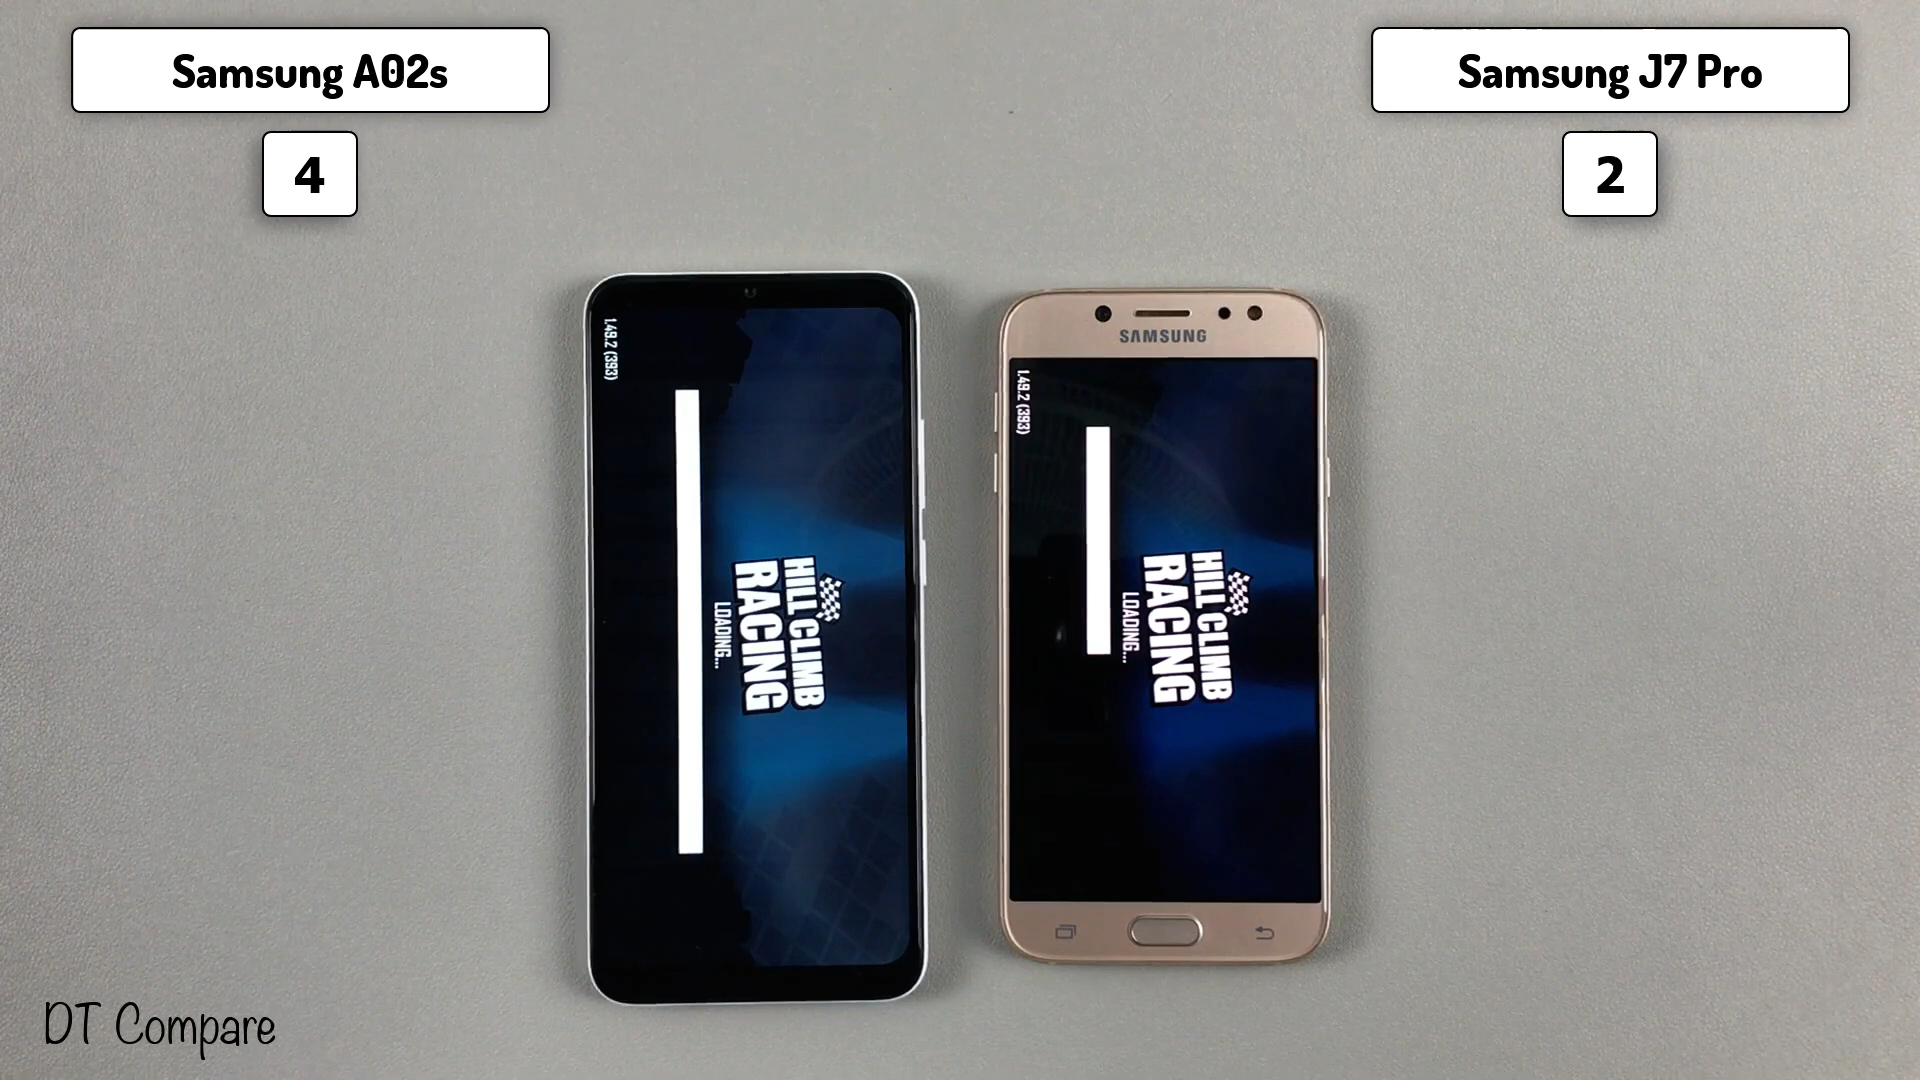 Samsung A02s
Samsung J7 Pro
4
2
1.49.2 (393)
HILL CLIMB
RACING
LOADING...
SAMSUNG
1.49.2 (393)
HILL CLIMB
RACING
LOADING...
DT Compare